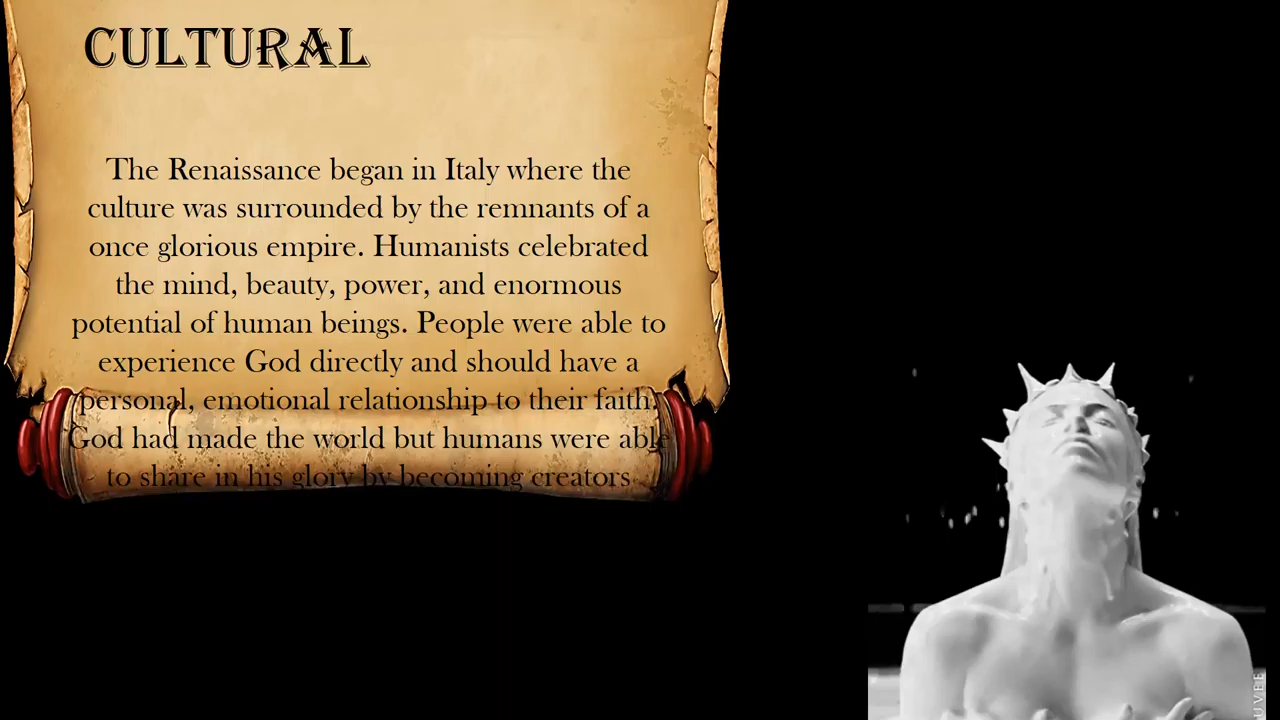 CULTURAL
The Renaissance began in Italy where the
culture was surrounded by the remnants of a
once glorious empire. Humanists celebrated
the mind, beauty, power, and enormous
potential of human beings. People were able to
experience God directly and should have a
personal, emotional relationship to their faith.
God had made the world but humans were able
to share in his glory by becoming creators
UVEE